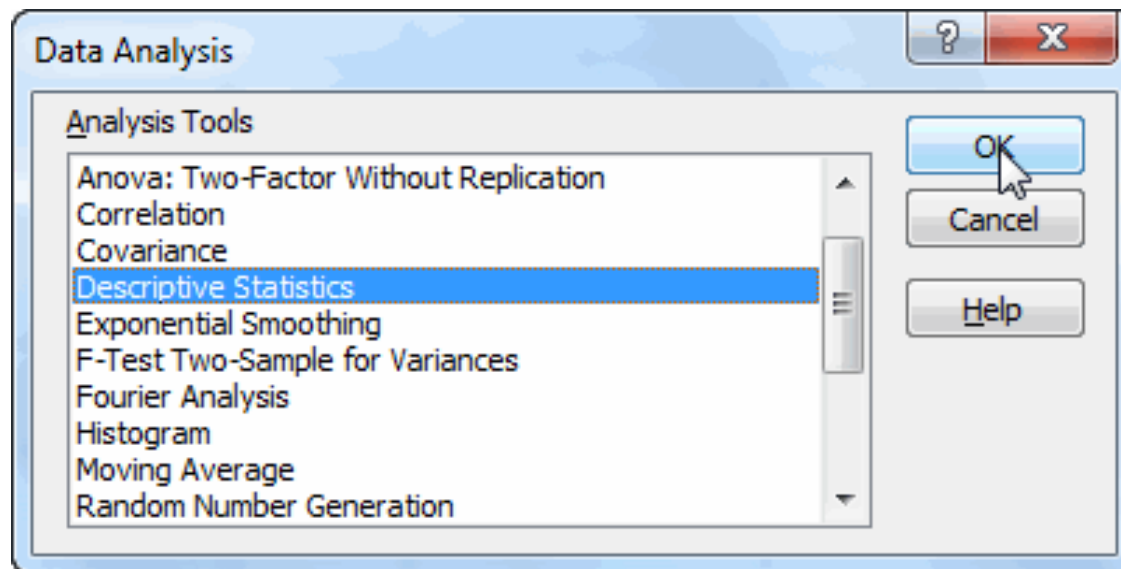 Data Analysis
?
X
Analysis Tools
Anova: Two-Factor Without Replication
Correlation
Covariance
Descriptive Statistics
Exponential Smoothing
F-Test Two-Sample for Variances
Fourier Analysis
Histogram
Moving Average
Random Number Generation
OK
Cancel
Help